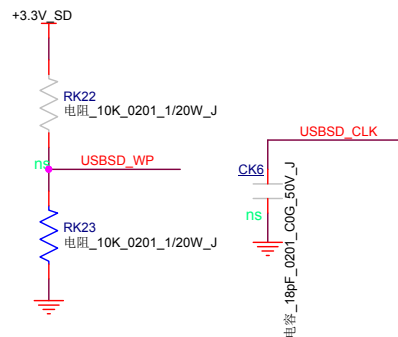 +3.3V_SD
RK22
电阻_10K_0201_1/20W_J
ns
USBSD_WP
RK23
电阻_10K_0201_1/20W_J
USBSD_CLK
CK6
ns
电容_18pF_0201_C0G_50V_J